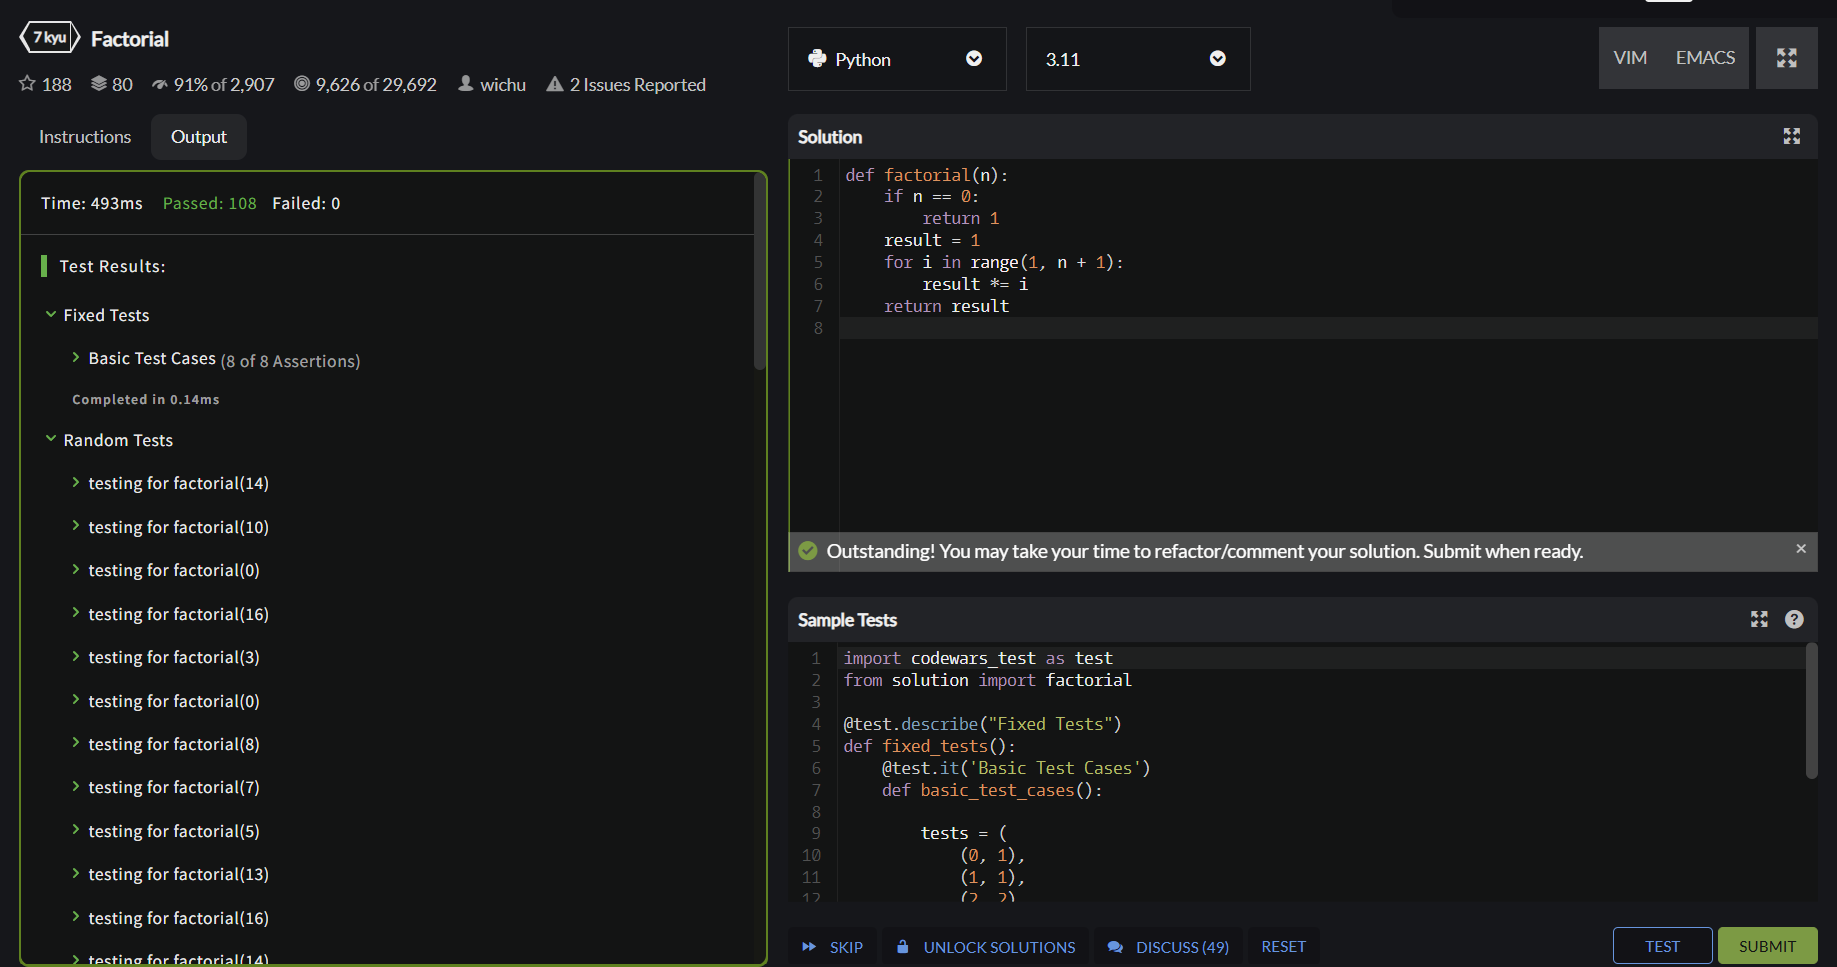 7 kyu Factorial
188 80 91% of 2,907 9,626 of 29,692 wichu 2 Issues Reported
Instructions Output
Time: 493ms Passed: 108 Failed: 0
Test Results:
Fixed Tests
Basic Test Cases (8 of 8 Assertions)
Completed in 0.14ms
Random Tests
testing for factorial(14)
testing for factorial(10)
testing for factorial(0)
testing for factorial(16)
testing for factorial(3)
testing for factorial(0)
testing for factorial(8)
testing for factorial(7)
testing for factorial(5)
testing for factorial(13)
testing for factorial(16)
testing for factorial(14)
Python 3.11 VIM EMACS
Solution
1 def factorial(n):
2     if n == 0:
3         return 1
4     result = 1
5     for i in range(1, n + 1):
6         result *= i
7     return result
8
Outstanding! You may take your time to refactor/comment your solution. Submit when ready. ×
Sample Tests ?
1 import codewars_test as test
2 from solution import factorial
3
4 @test.describe("Fixed Tests")
5 def fixed_tests():
6     @test.it('Basic Test Cases')
7     def basic_test_cases():
8
9         tests = (
10             (0, 1),
11             (1, 1),
12             (2, 2)
SKIP UNLOCK SOLUTIONS DISCUSS (49) RESET TEST SUBMIT